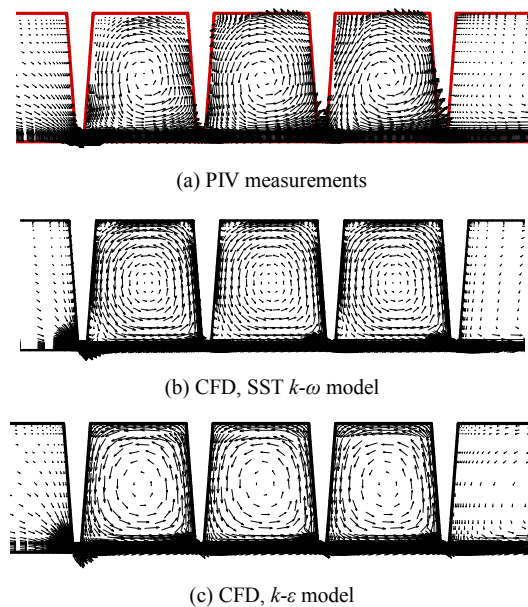 (a) PIV measurements
(b) CFD, SST k-ω model
(c) CFD, k-ε model